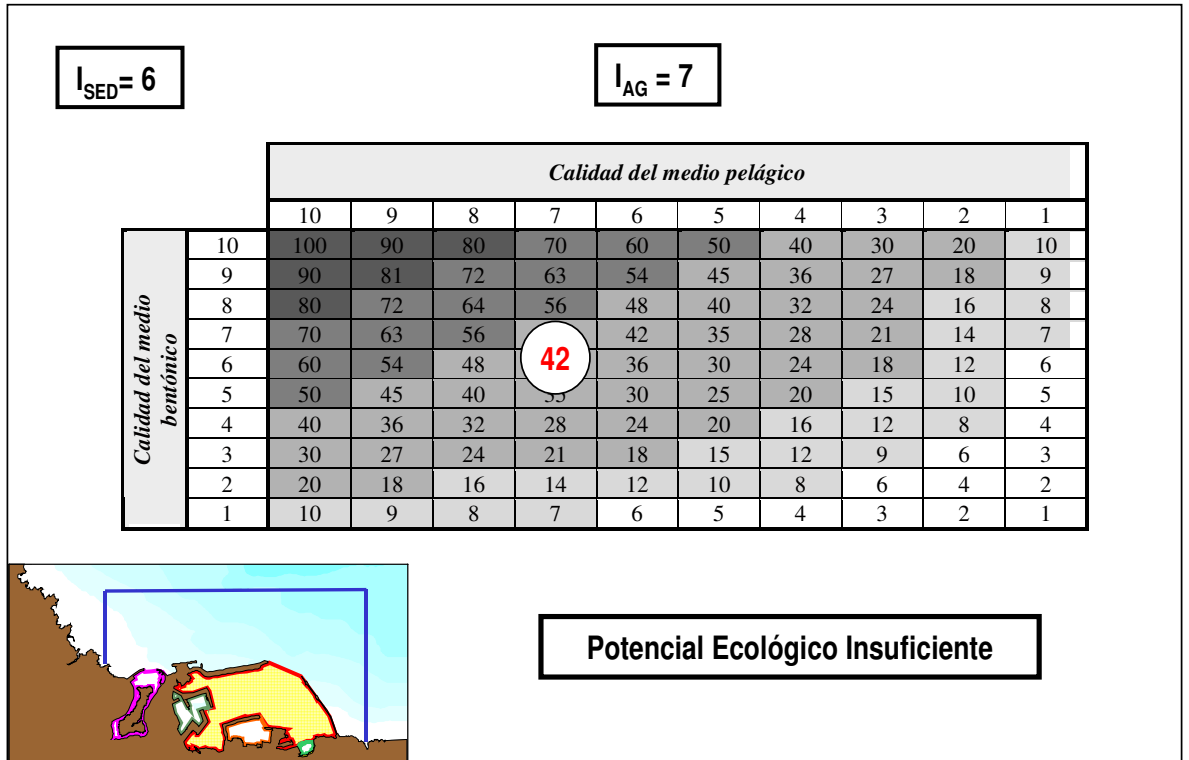 I_SED= 6
I_AG = 7
Calidad del medio pelágico
10 9 8 7 6 5 4 3 2 1
Calidad del medio
bentónico
10 100 90 80 70 60 50 40 30 20 10
9 90 81 72 63 54 45 36 27 18 9
8 80 72 64 56 48 40 32 24 16 8
7 70 63 56 42 35 28 21 14 7
42
6 60 54 48 36 30 24 18 12 6
5 50 45 40 35 30 25 20 15 10 5
4 40 36 32 28 24 20 16 12 8 4
3 30 27 24 21 18 15 12 9 6 3
2 20 18 16 14 12 10 8 6 4 2
1 10 9 8 7 6 5 4 3 2 1
Potencial Ecológico Insuficiente